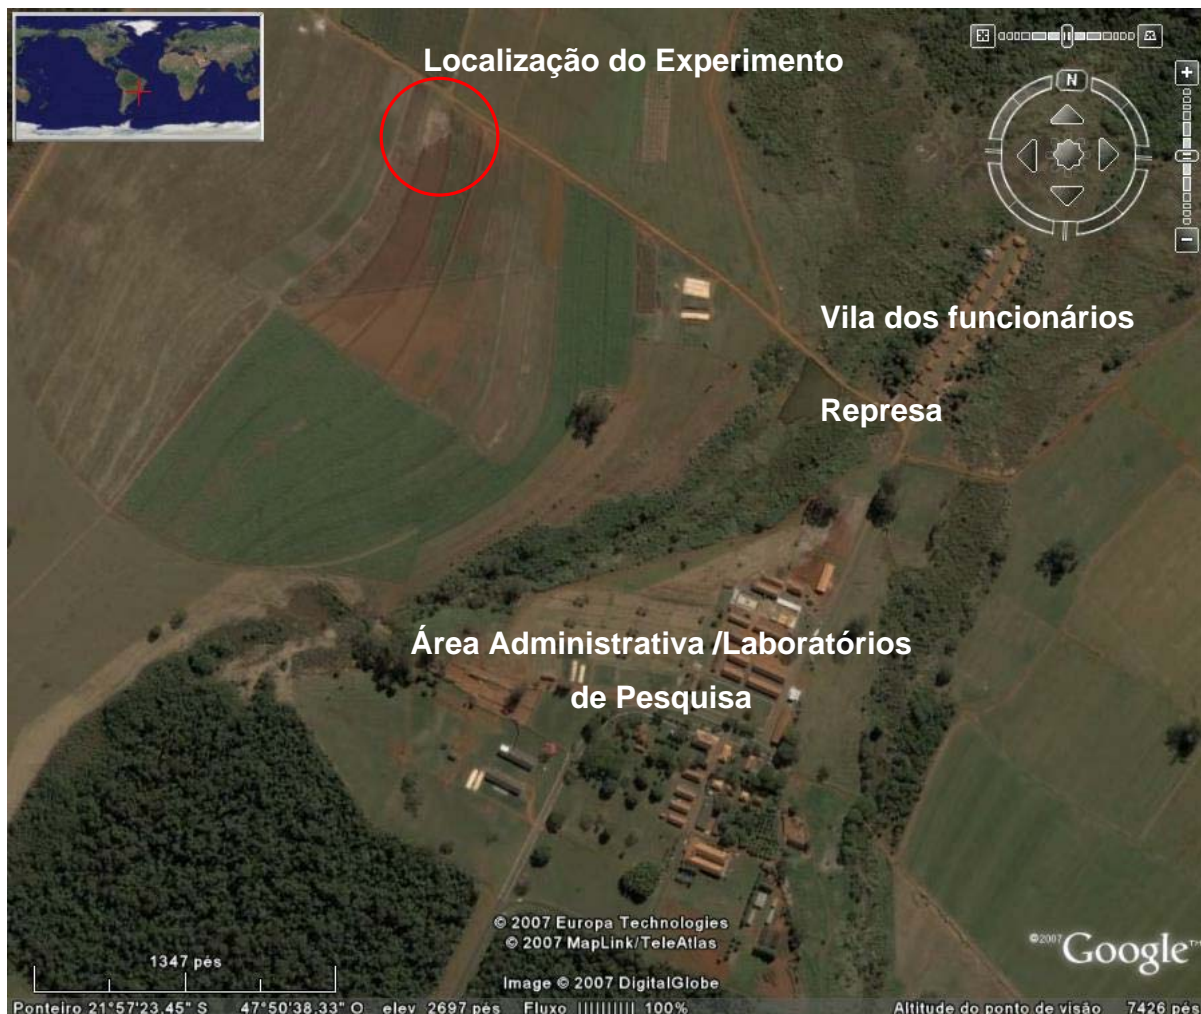 Localização do Experimento
N
Vila dos funcionários
Represa
Área Administrativa /Laboratórios
de Pesquisa
© 2007 Europa Technologies
© 2007 MapLink/TeleAtlas
Image © 2007 DigitalGlobe
©2007 Google™
1347 pés
Ponteiro 21°57'23.45" S 47°50'38.33" O elev 2697 pés Fluxo ||||||||| 100% Altitude do ponto de visão 7426 pés